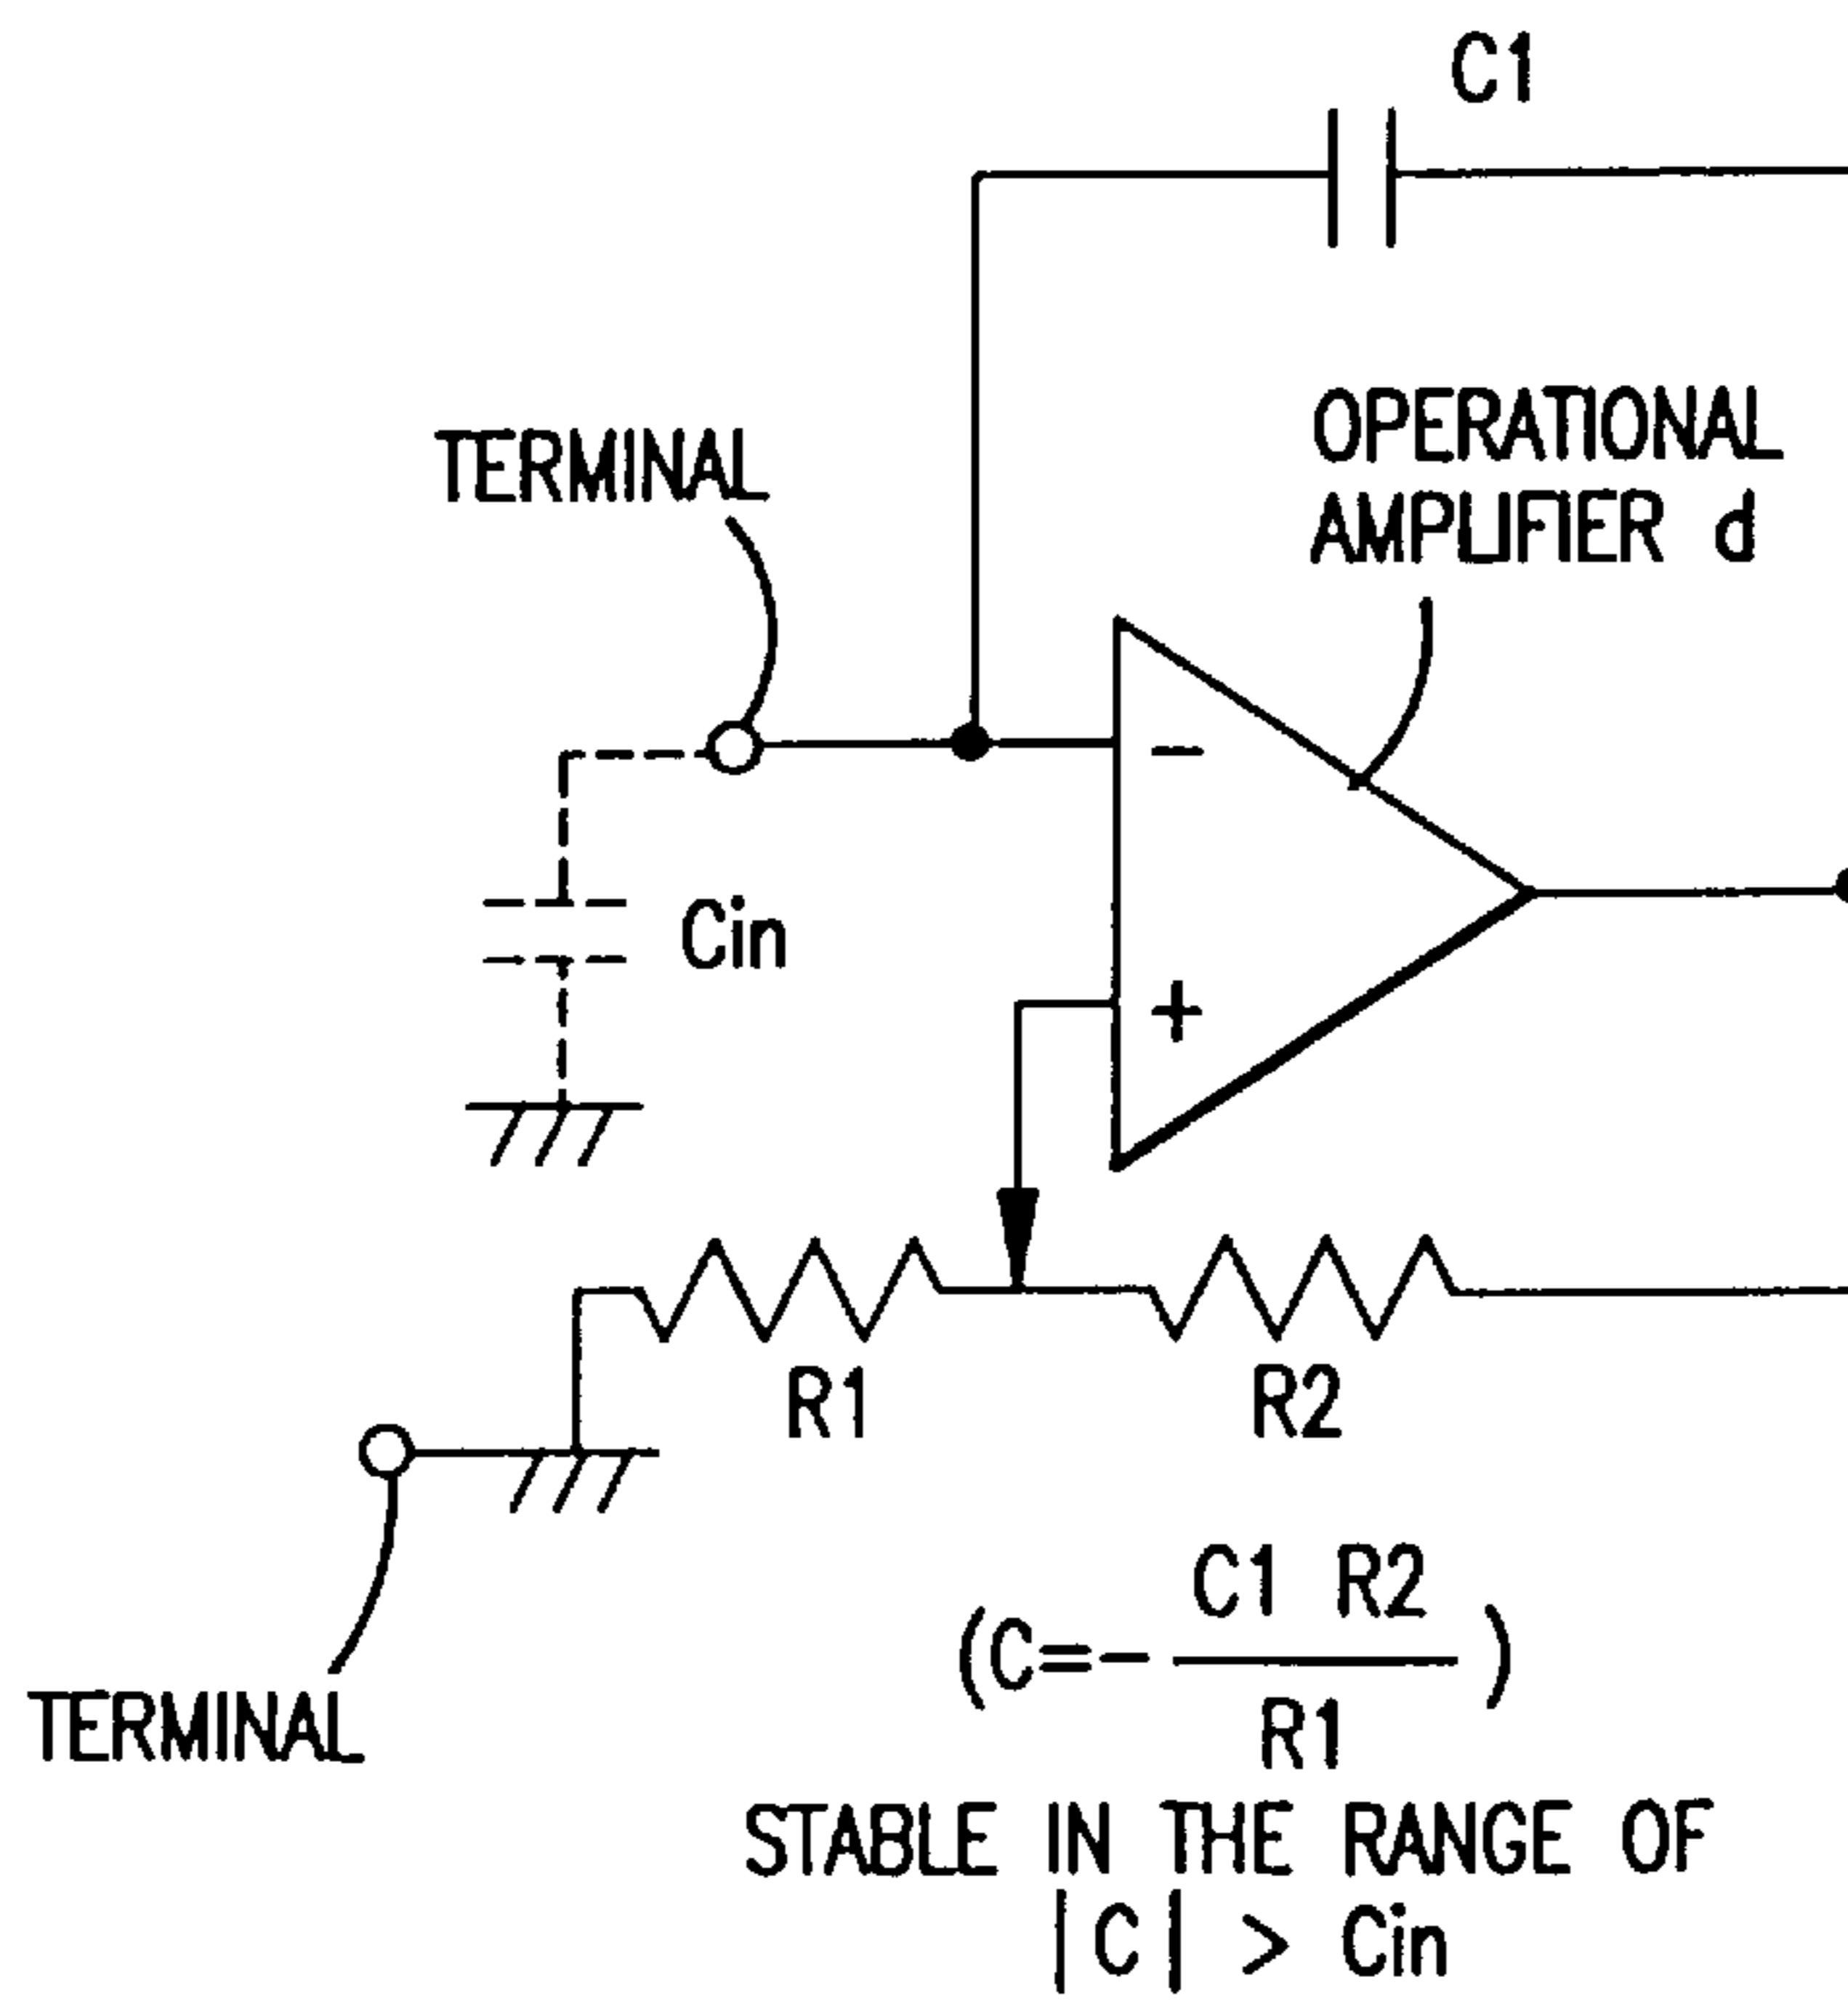 C1
OPERATIONAL
AMPLIFIER d
TERMINAL
-
Cin
+
R1
R2
TERMINAL
(C=- C1 R2 / R1)
STABLE IN THE RANGE OF
|C| > Cin